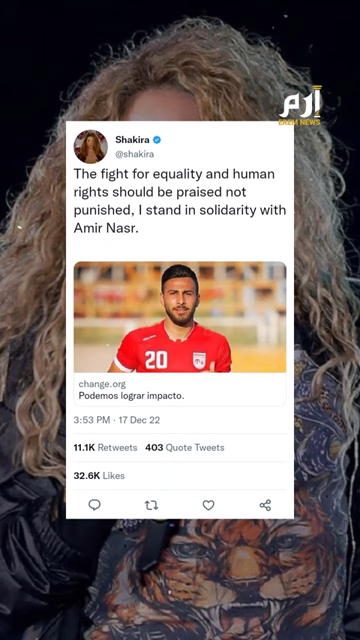 إرم
EREM NEWS
Shakira
@shakira
The fight for equality and human
rights should be praised not
punished, I stand in solidarity with
Amir Nasr.
20
change.org
Podemos lograr impacto.
3:53 PM · 17 Dec 22
11.1K Retweets 403 Quote Tweets
32.6K Likes